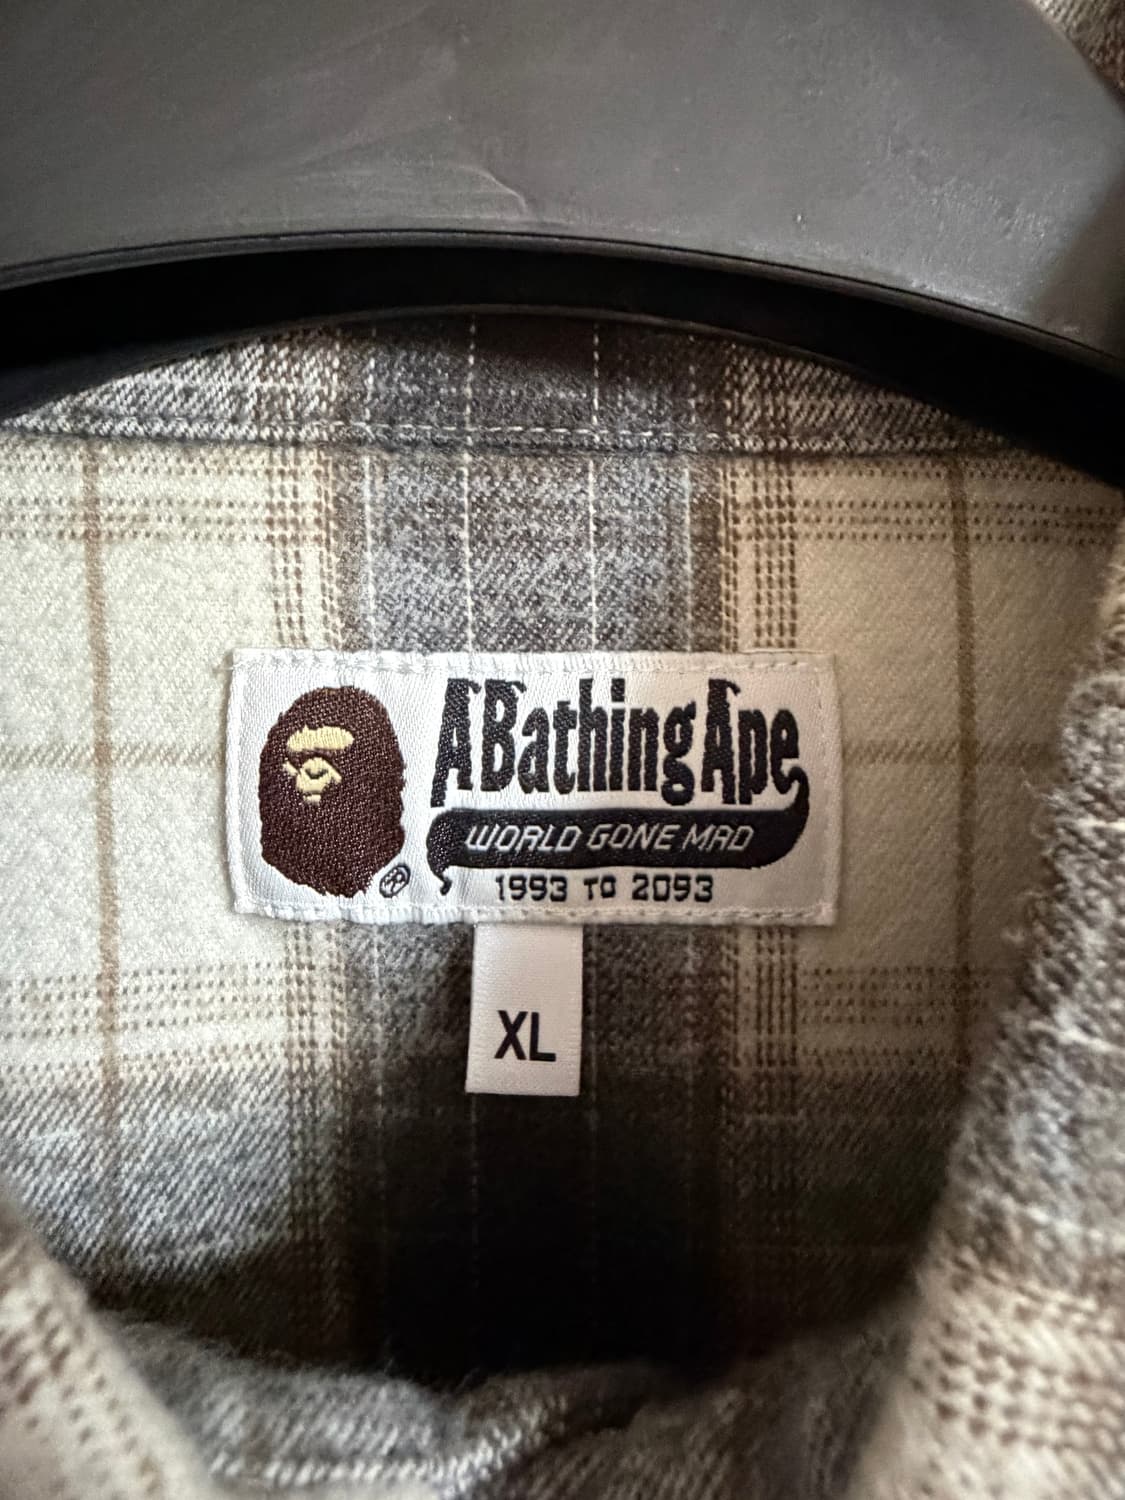 A Bathing Ape
WORLD GONE MAD
1993 TO 2093
®
XL